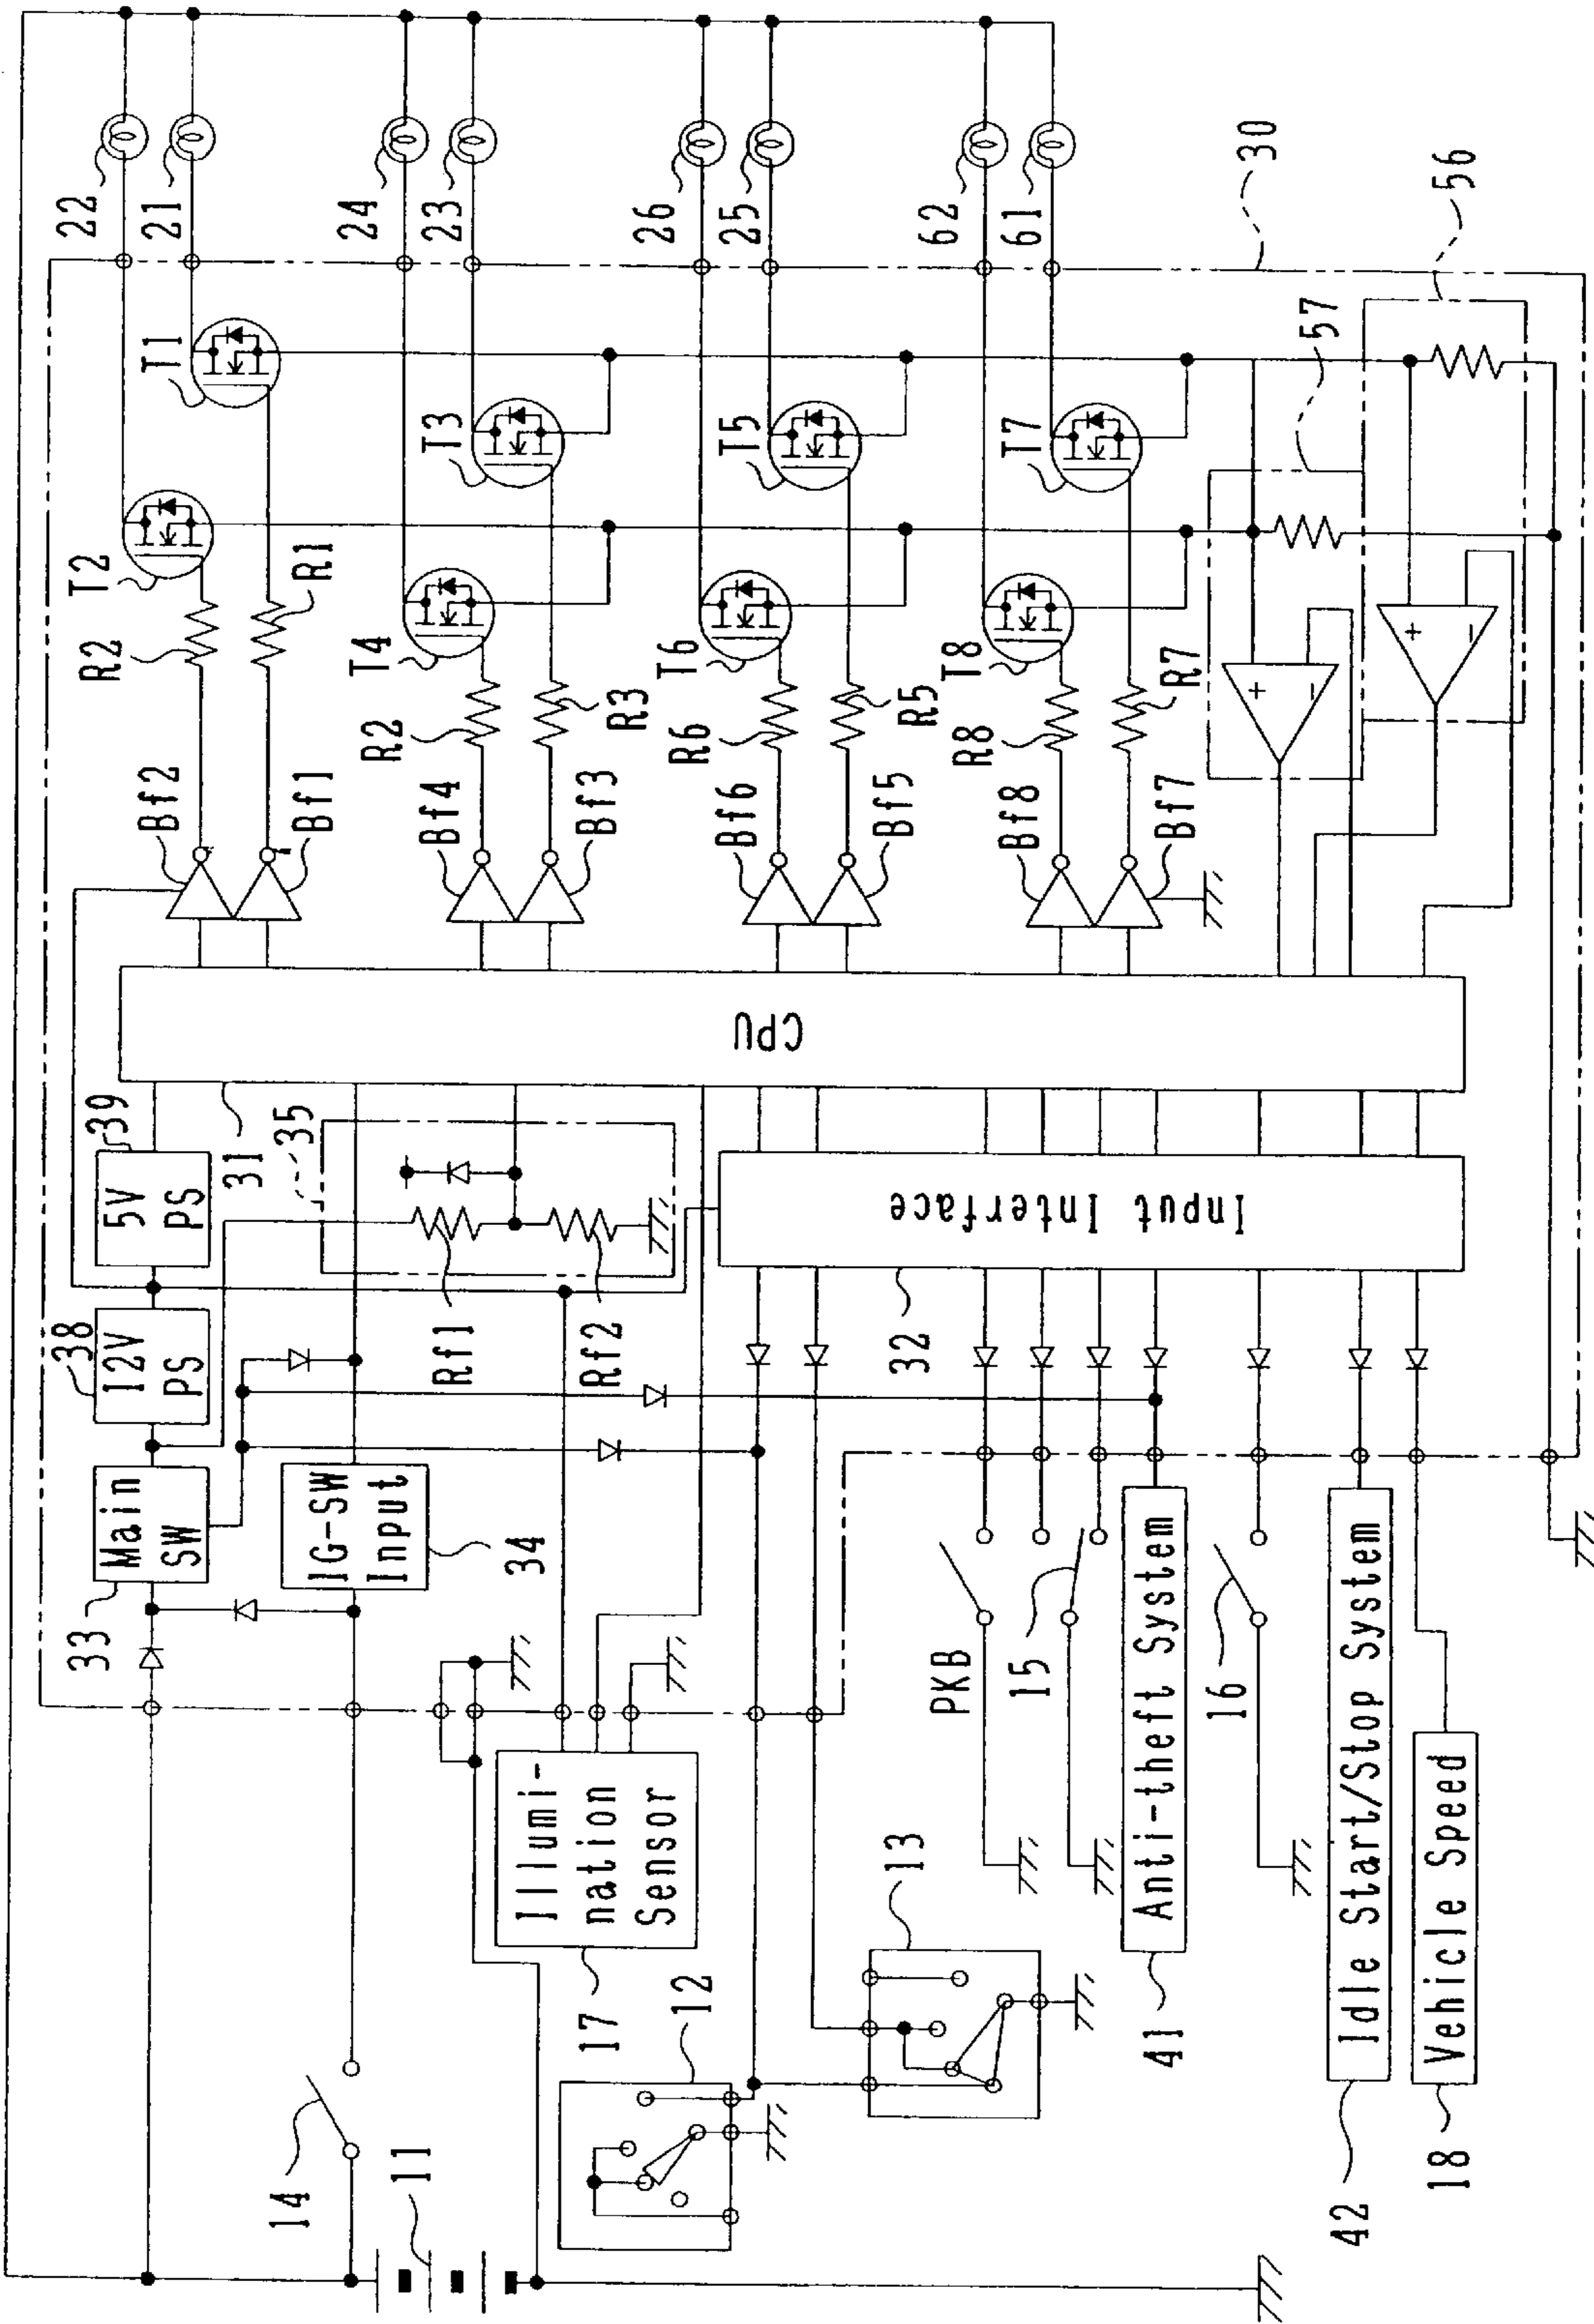 22
21
24
23
26
25
62
61
30
56
57
T1
T2
T3
T4
T5
T6
T7
T8
R2
R1
R2
R3
R6
R5
R8
R7
Bf2
Bf1
Bf4
Bf3
Bf6
Bf5
Bf8
Bf7
+
−
+
−
CPU
39
5V
PS
31
35
38
12V
PS
Rf1
Rf2
Input Interface
32
Main
SW
33
IG-SW
Input
34
Illumi-
nation
Sensor
17
PKB
15
16
Anti-theft System
41
Idle Start/Stop System
42
Vehicle Speed
18
14
11
12
13